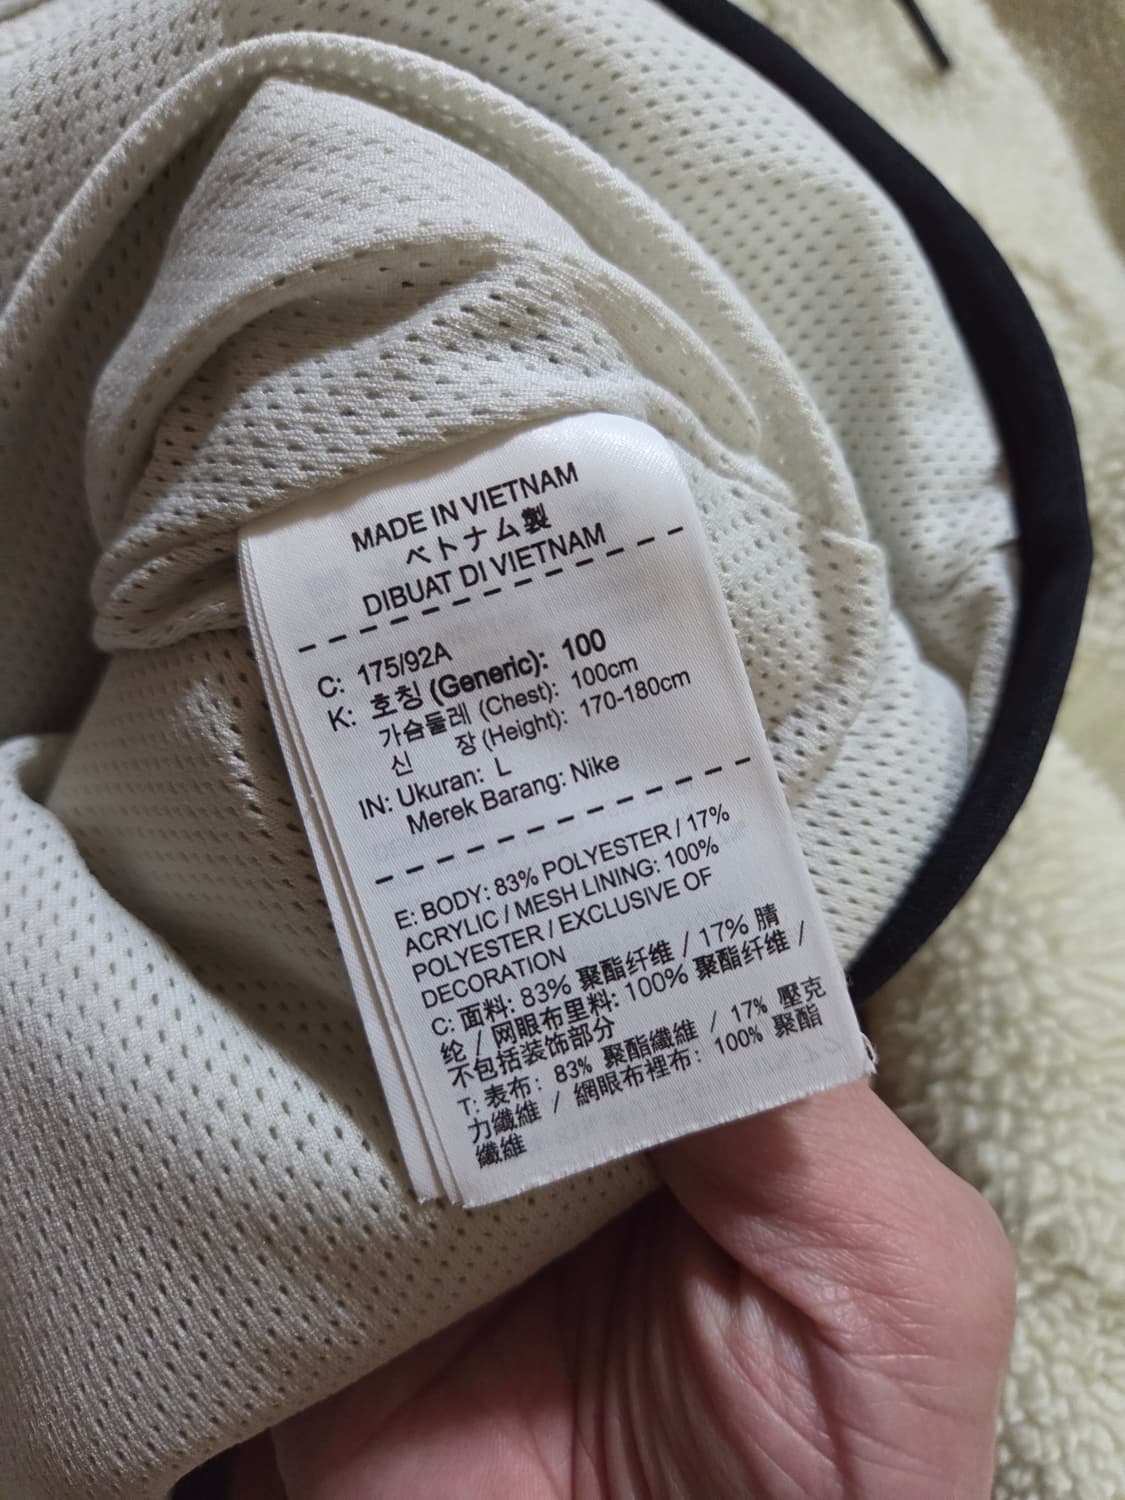 MADE IN VIETNAM
ベトナム製
DIBUAT DI VIETNAM
C: 175/92A
K: 호칭 (Generic): 100
가슴둘레 (Chest): 100cm
신 장 (Height): 170-180cm
IN: Ukuran: L
Merek Barang: Nike
E: BODY: 83% POLYESTER / 17%
ACRYLIC / MESH LINING: 100%
POLYESTER / EXCLUSIVE OF
DECORATION
C: 面料: 83% 聚酯纤维 / 17% 腈
纶 / 网眼布里料: 100% 聚酯纤维 /
不包括装饰部分
T: 表布: 83% 聚酯纖維 / 17% 壓克
力纖維 / 網眼布裡布: 100% 聚酯
纖維